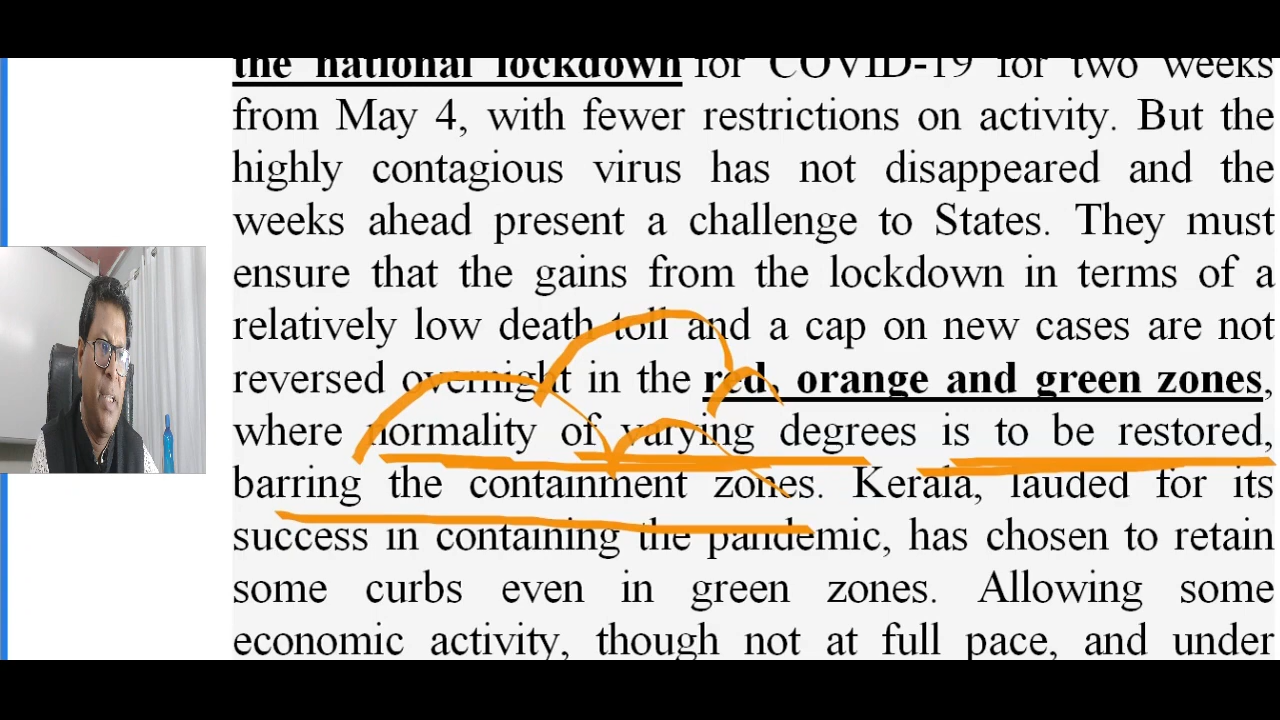 the national lockdown for COVID-19 for two weeks
from May 4, with fewer restrictions on activity. But the
highly contagious virus has not disappeared and the
weeks ahead present a challenge to States. They must
ensure that the gains from the lockdown in terms of a
relatively low death toll and a cap on new cases are not
reversed overnight in the red, orange and green zones,
where normality of varying degrees is to be restored,
barring the containment zones. Kerala, lauded for its
success in containing the pandemic, has chosen to retain
some curbs even in green zones. Allowing some
economic activity, though not at full pace, and under